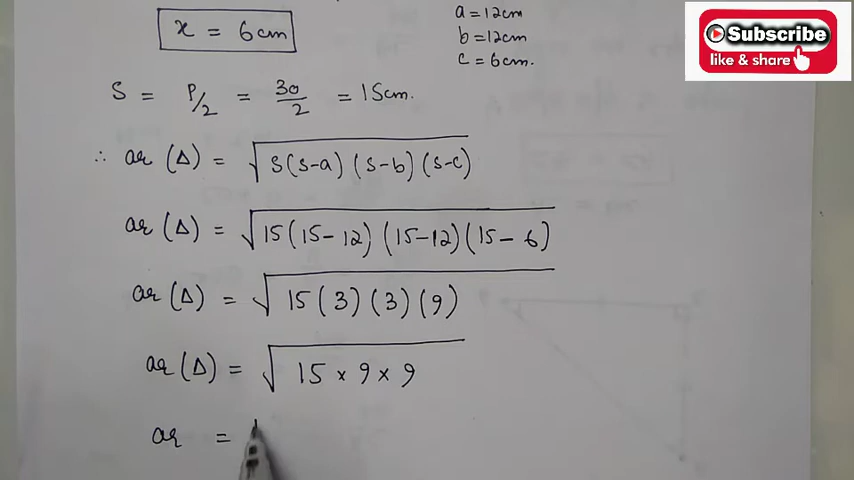 x = 6cm
a = 12cm
b = 12cm
c = 6cm.
Subscribe
like & share
S = P/2 = 30/2 = 15cm.
∴ ar (Δ) = √S(s-a) (s-b) (s-c)
ar (Δ) = √15(15-12) (15-12) (15-6)
ar (Δ) = √15(3) (3) (9)
ar (Δ) = √15 × 9 × 9
ar =